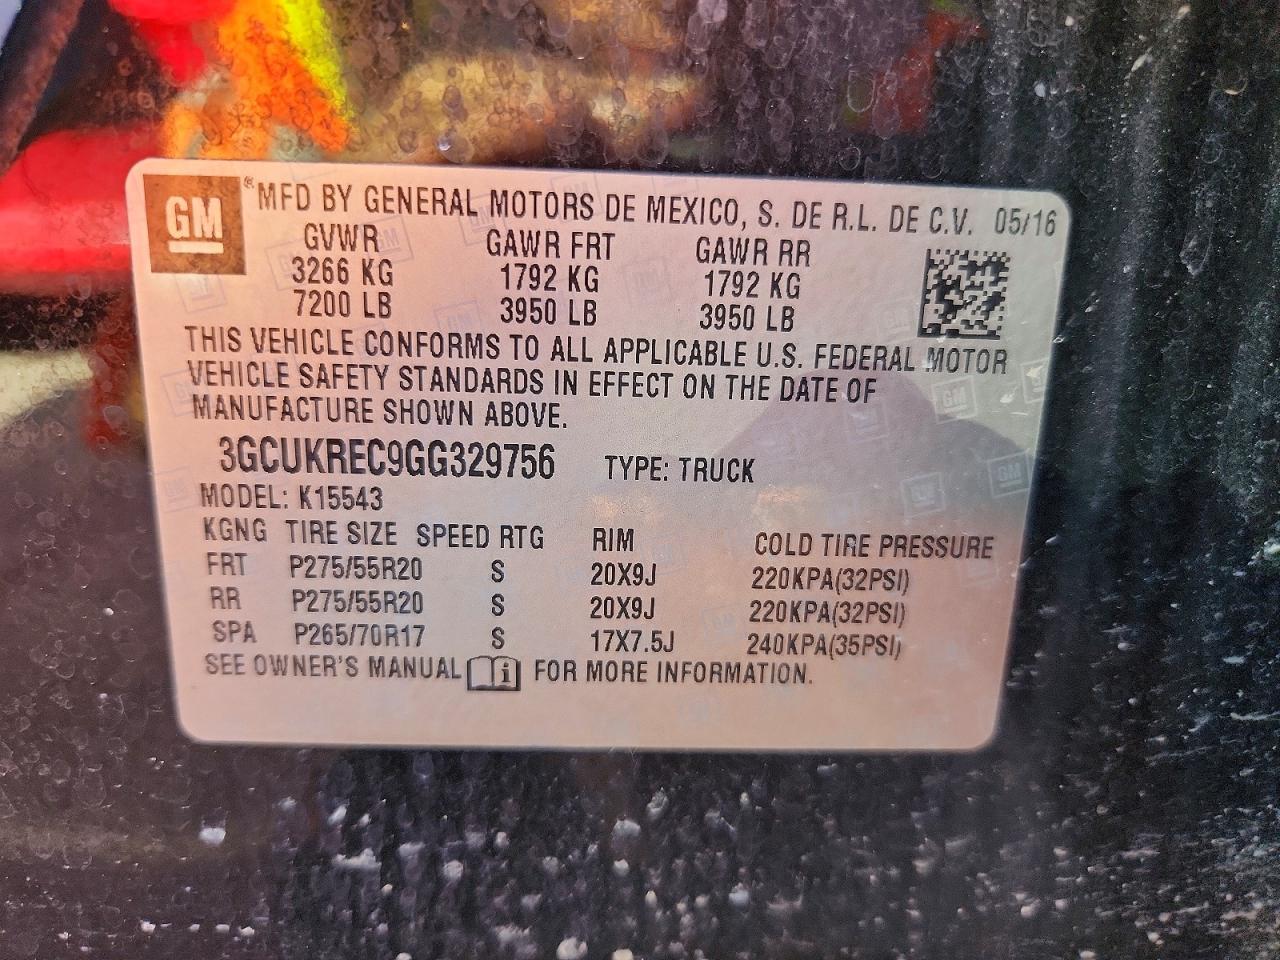 GM ® MFD BY GENERAL MOTORS DE MEXICO, S. DE R.L. DE C.V. 05/16
GVWR GAWR FRT GAWR RR
3266 KG 1792 KG 1792 KG
7200 LB 3950 LB 3950 LB
THIS VEHICLE CONFORMS TO ALL APPLICABLE U.S. FEDERAL MOTOR
VEHICLE SAFETY STANDARDS IN EFFECT ON THE DATE OF
MANUFACTURE SHOWN ABOVE.
3GCUKREC9GG329756 TYPE: TRUCK
MODEL: K15543
KGNG TIRE SIZE SPEED RTG RIM COLD TIRE PRESSURE
FRT P275/55R20 S 20X9J 220KPA(32PSI)
RR P275/55R20 S 20X9J 220KPA(32PSI)
SPA P265/70R17 S 17X7.5J 240KPA(35PSI)
SEE OWNER'S MANUAL i FOR MORE INFORMATION.